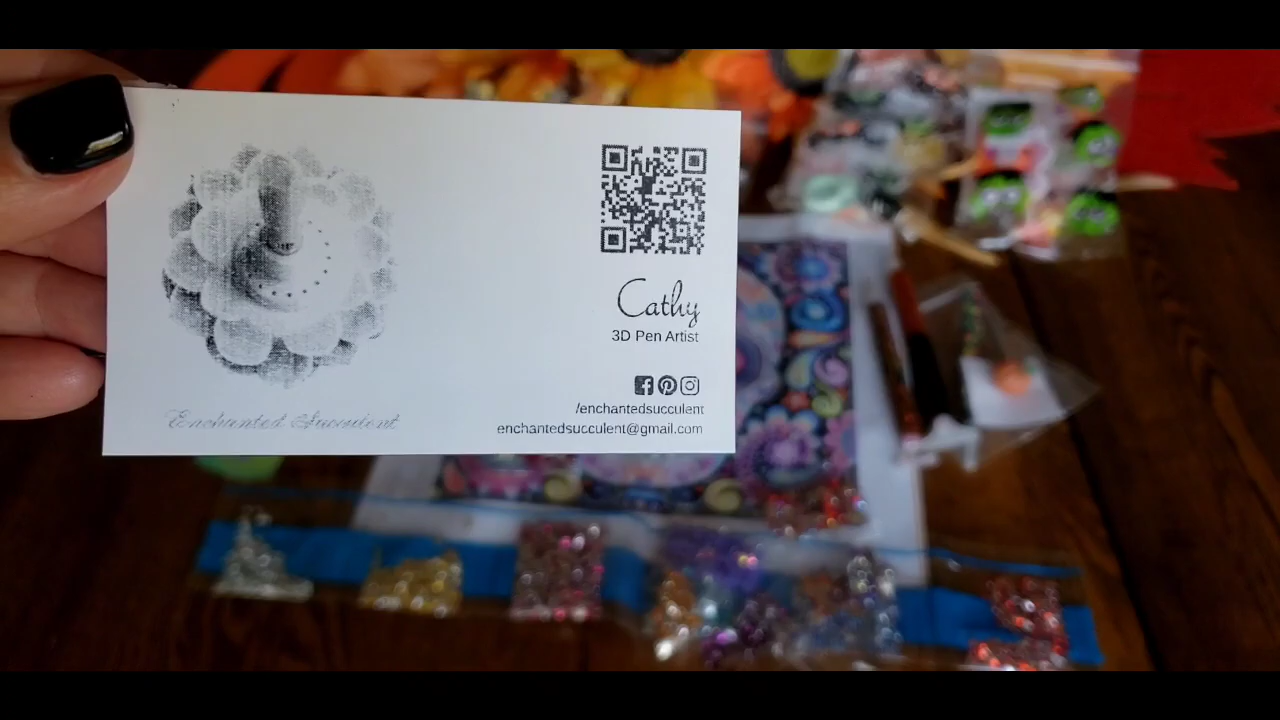 Cathy
3D Pen Artist
/enchantedsucculent
enchantedsucculent@gmail.com
Enchanted Succulent